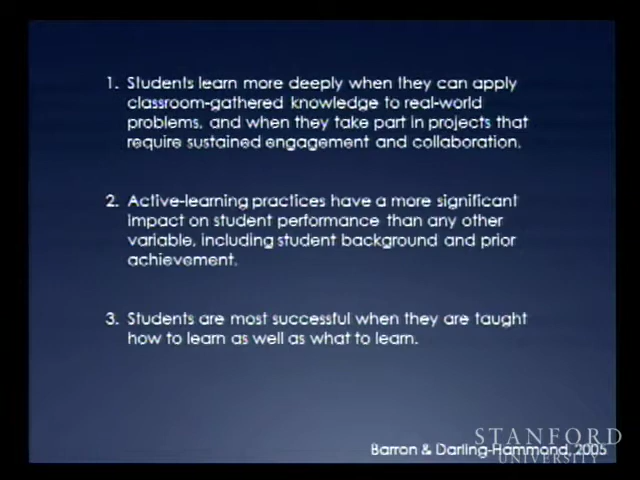 1. Students learn more deeply when they can apply
classroom-gathered knowledge to real-world
problems, and when they take part in projects that
require sustained engagement and collaboration.
2. Active-learning practices have a more significant
impact on student performance than any other
variable, including student background and prior
achievement.
3. Students are most successful when they are taught
how to learn as well as what to learn.
STANFORD
Barron & Darling-Hammond, 2005
UNIVERSITY